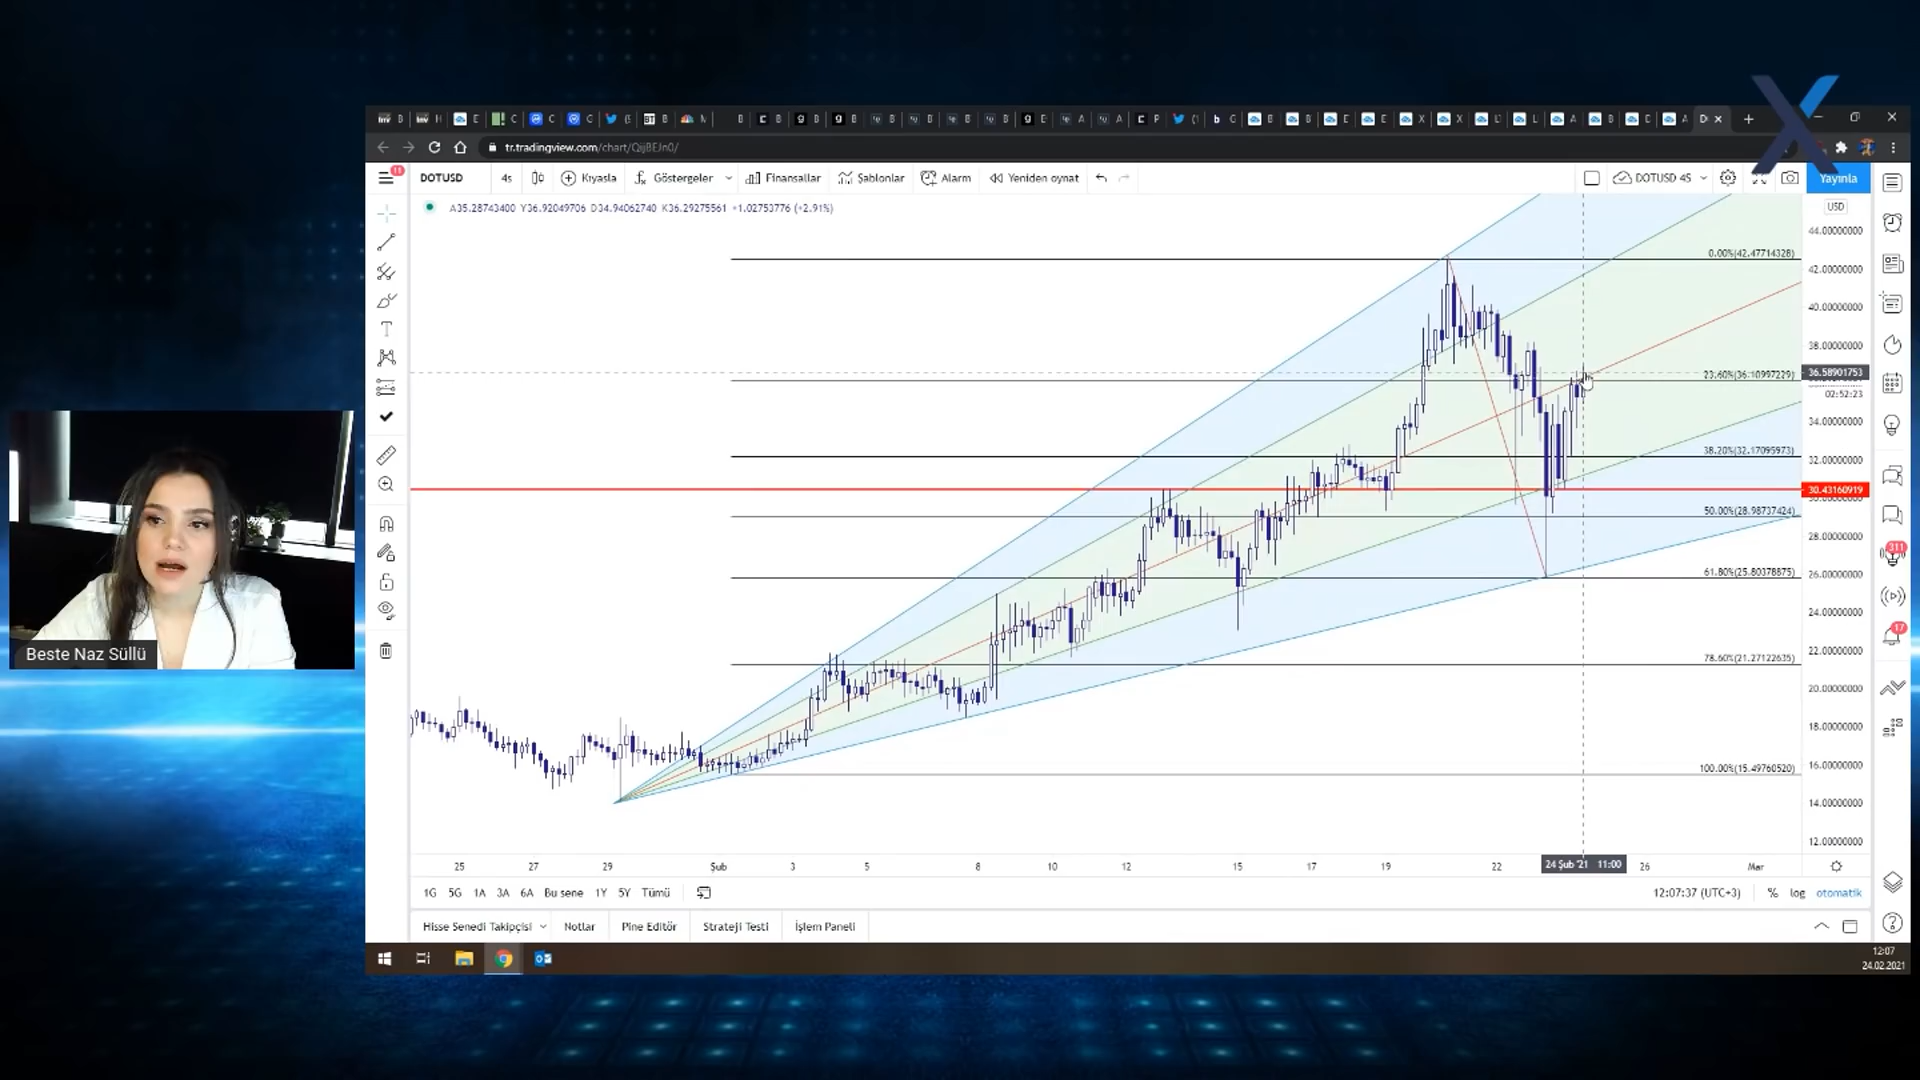 tr.tradingview.com/chart/QijBEJn0/
11
DOTUSD
4s
Kıyasla
Göstergeler
Finansallar
Şablonlar
Alarm
Yeniden oynat
DOTUSD 4S
Yayınla
A35.28743400 Y36.92049706 D34.94062740 K36.29275561 +1.02753776 (+2.91%)
USD
44.00000000
0.00%(42.47714328)
42.00000000
40.00000000
38.00000000
36.58901753
23.60%(36.10997229)
02:52:23
34.00000000
38.20%(32.17095973)
32.00000000
30.43160919
50.00%(28.98737424)
28.00000000
61.80%(25.80378875)
26.00000000
24.00000000
22.00000000
78.60%(21.27122635)
20.00000000
18.00000000
16.00000000
100.00%(15.49760520)
14.00000000
12.00000000
311
17
Beste Naz Süllü
25 27 29 Şub 3 5 8 10 12 15 17 19 22 24 Şub '21 11:00 26 Mar
1G 5G 1A 3A 6A Bu sene 1Y 5Y Tümü
12:07:37 (UTC+3) % log otomatik
Hisse Senedi Takipçisi Notlar Pine Editör Strateji Testi İşlem Paneli
12:07
24.02.2021